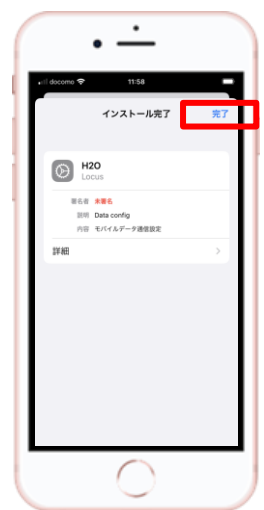 docomo 11:58
インストール完了 完了
H2O
Locus
署名者 未署名
説明 Data config
内容 モバイルデータ通信設定
詳細